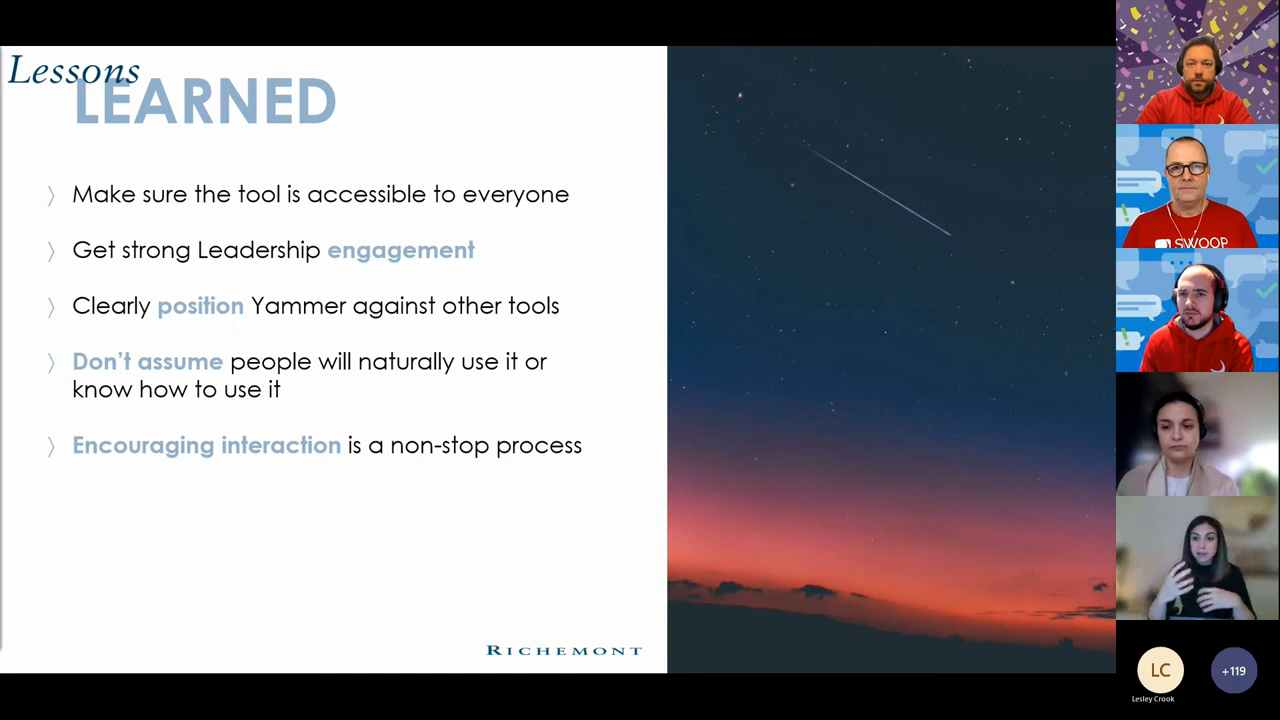 Lessons
LEARNED
Make sure the tool is accessible to everyone
Get strong Leadership engagement
Clearly position Yammer against other tools
Don't assume people will naturally use it or
know how to use it
Encouraging interaction is a non-stop process
RICHEMONT
SWOOP
LC
+119
Lesley Crook